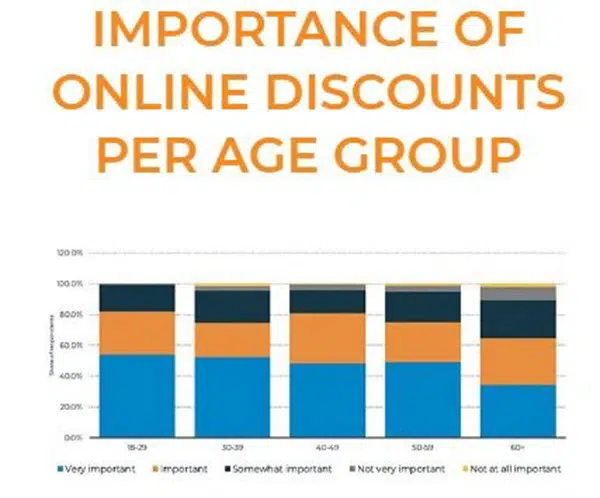 IMPORTANCE OF
ONLINE DISCOUNTS
PER AGE GROUP
120.0%
100.0%
80.0%
60.0%
40.0%
20.0%
0.0%
Share of respondents
18-29 30-39 40-49 50-59 60+
Very important Important Somewhat important Not very important Not at all important